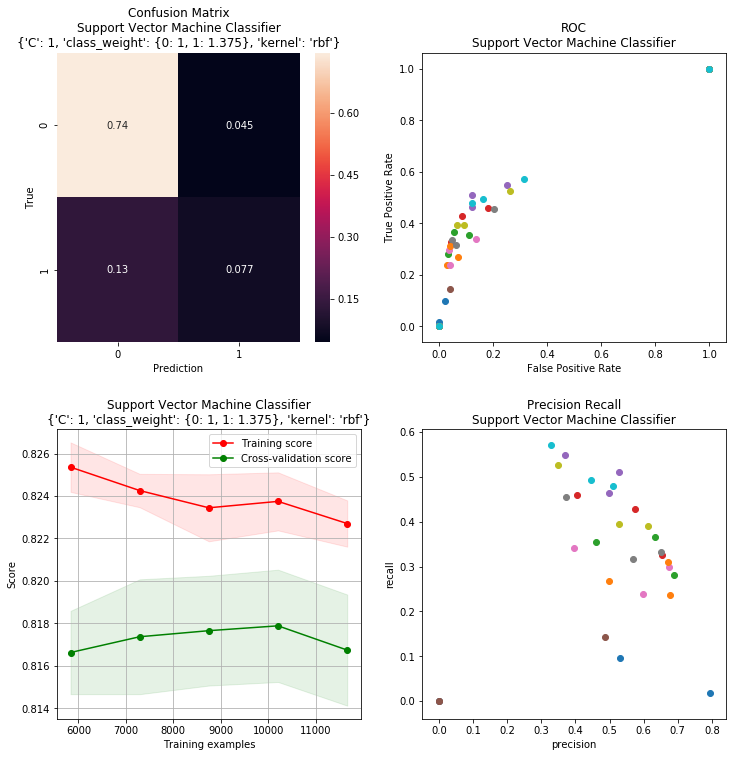 Confusion Matrix
Support Vector Machine Classifier
{'C': 1, 'class_weight': {0: 1, 1: 1.375}, 'kernel': 'rbf'}
0.74
0.045
0.13
0.077
0
1
True
0
1
Prediction
0.60
0.45
0.30
0.15
ROC
Support Vector Machine Classifier
1.0
0.8
0.6
0.4
0.2
0.0
True Positive Rate
0.0
0.2
0.4
0.6
0.8
1.0
False Positive Rate
Support Vector Machine Classifier
{'C': 1, 'class_weight': {0: 1, 1: 1.375}, 'kernel': 'rbf'}
Training score
Cross-validation score
0.826
0.824
0.822
0.820
0.818
0.816
0.814
Score
6000
7000
8000
9000
10000
11000
Training examples
Precision Recall
Support Vector Machine Classifier
0.6
0.5
0.4
0.3
0.2
0.1
0.0
recall
0.0
0.1
0.2
0.3
0.4
0.5
0.6
0.7
0.8
precision